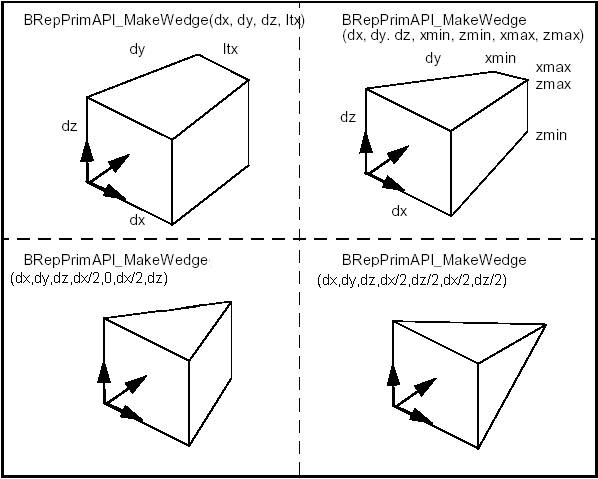 BRepPrimAPI_MakeWedge(dx, dy, dz, ltx)
dy
ltx
dz
dx
BRepPrimAPI_MakeWedge
(dx, dy. dz, xmin, zmin, xmax, zmax)
dy
xmin
xmax
zmax
dz
zmin
dx
BRepPrimAPI_MakeWedge
(dx,dy,dz,dx/2,0,dx/2,dz)
BRepPrimAPI_MakeWedge
(dx,dy,dz,dx/2,dz/2,dx/2,dz/2)